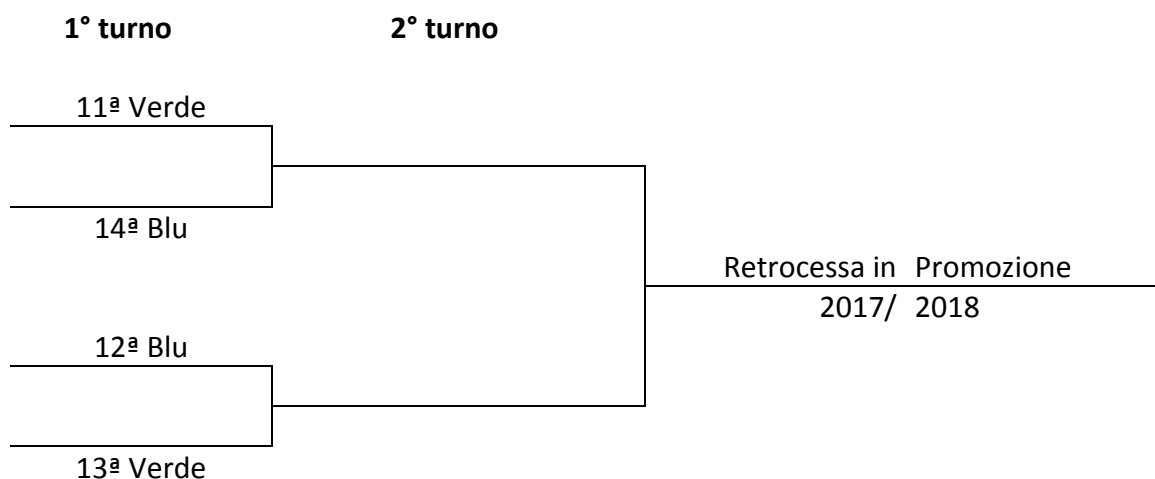 1° turno 2° turno
11ª Verde
14ª Blu
Retrocessa in Promozione
2017/ 2018
12ª Blu
13ª Verde